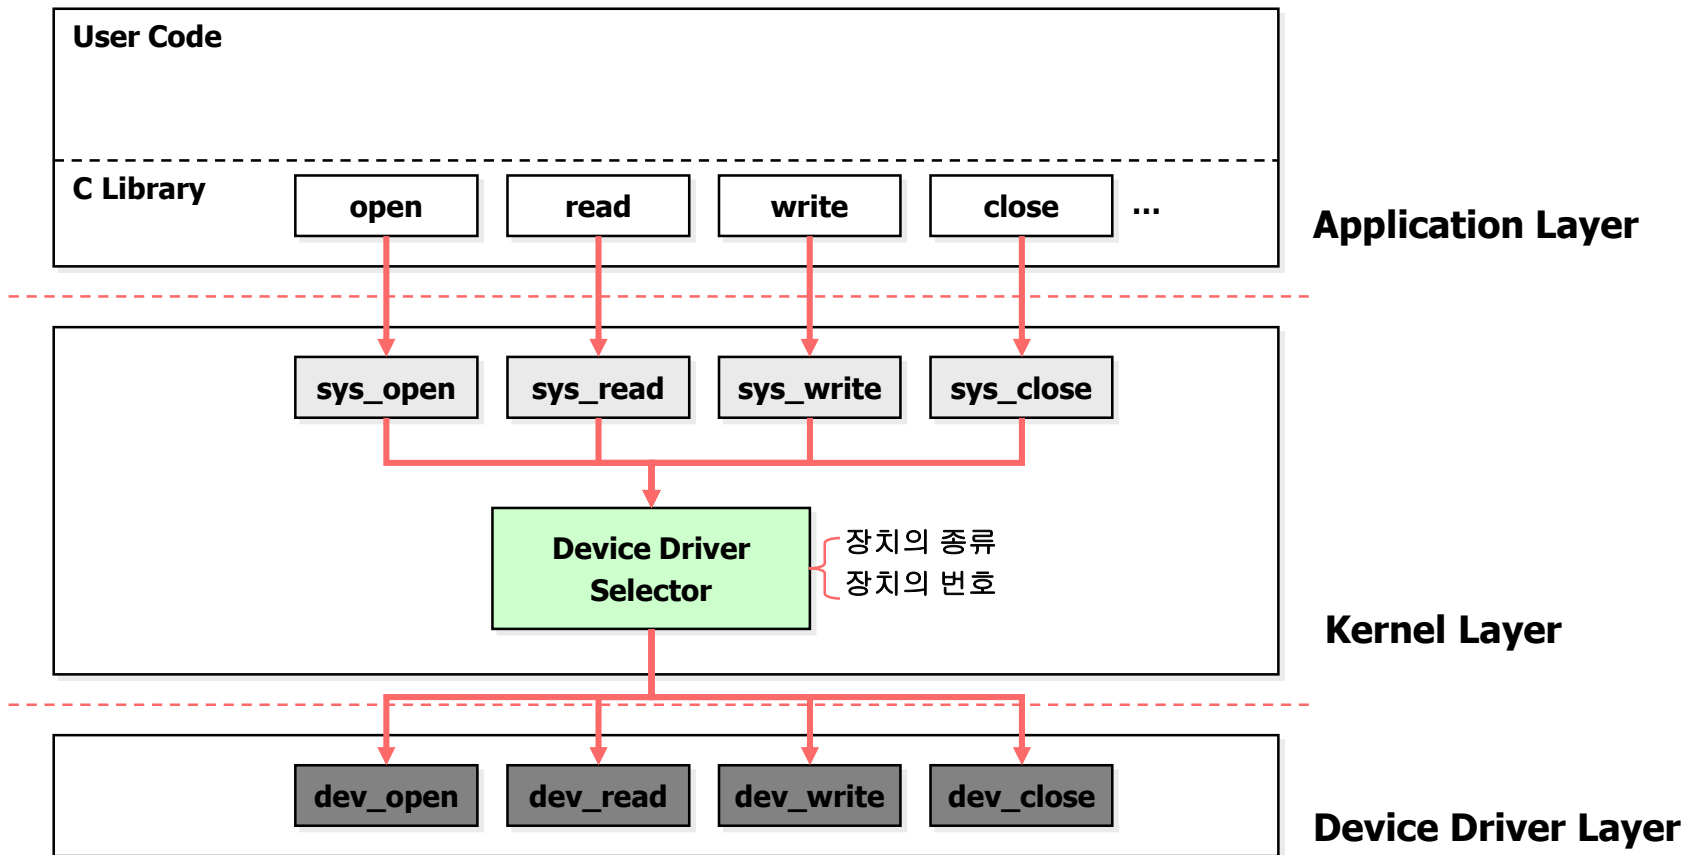 User Code
C Library
open
read
write
close
...
Application Layer
sys_open
sys_read
sys_write
sys_close
Device Driver
Selector
장치의 종류
장치의 번호
Kernel Layer
dev_open
dev_read
dev_write
dev_close
Device Driver Layer